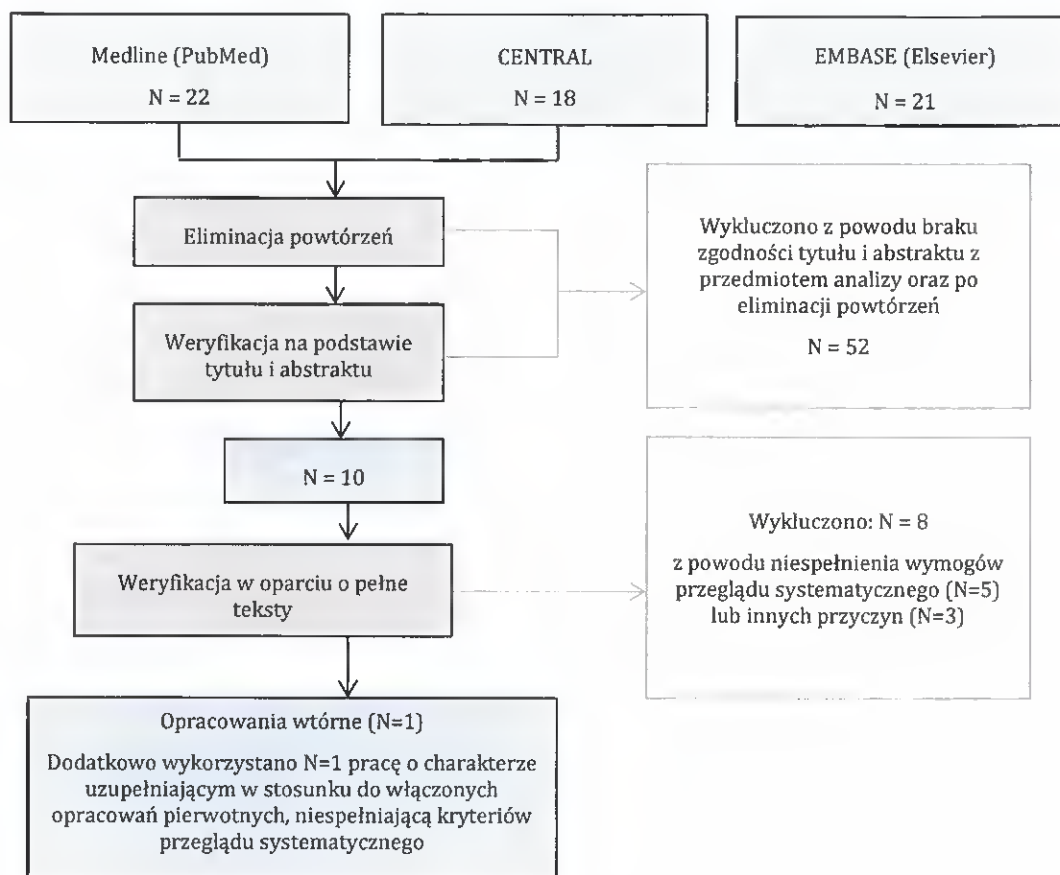 Medline (PubMed)
N = 22
CENTRAL
N = 18
EMBASE (Elsevier)
N = 21
Eliminacja powtórzeń
Wykluczono z powodu braku
zgodności tytułu i abstraktu z
przedmiotem analizy oraz po
eliminacji powtórzeń
N = 52
Weryfikacja na podstawie
tytułu i abstraktu
N = 10
Wykluczono: N = 8
z powodu niespełnienia wymogów
przeglądu systematycznego (N=5)
lub innych przyczyn (N=3)
Weryfikacja w oparciu o pełne
teksty
Opracowania wtórne (N=1)
Dodatkowo wykorzystano N=1 pracę o charakterze
uzupełniającym w stosunku do włączonych
opracowań pierwotnych, niespełniającą kryteriów
przeglądu systematycznego